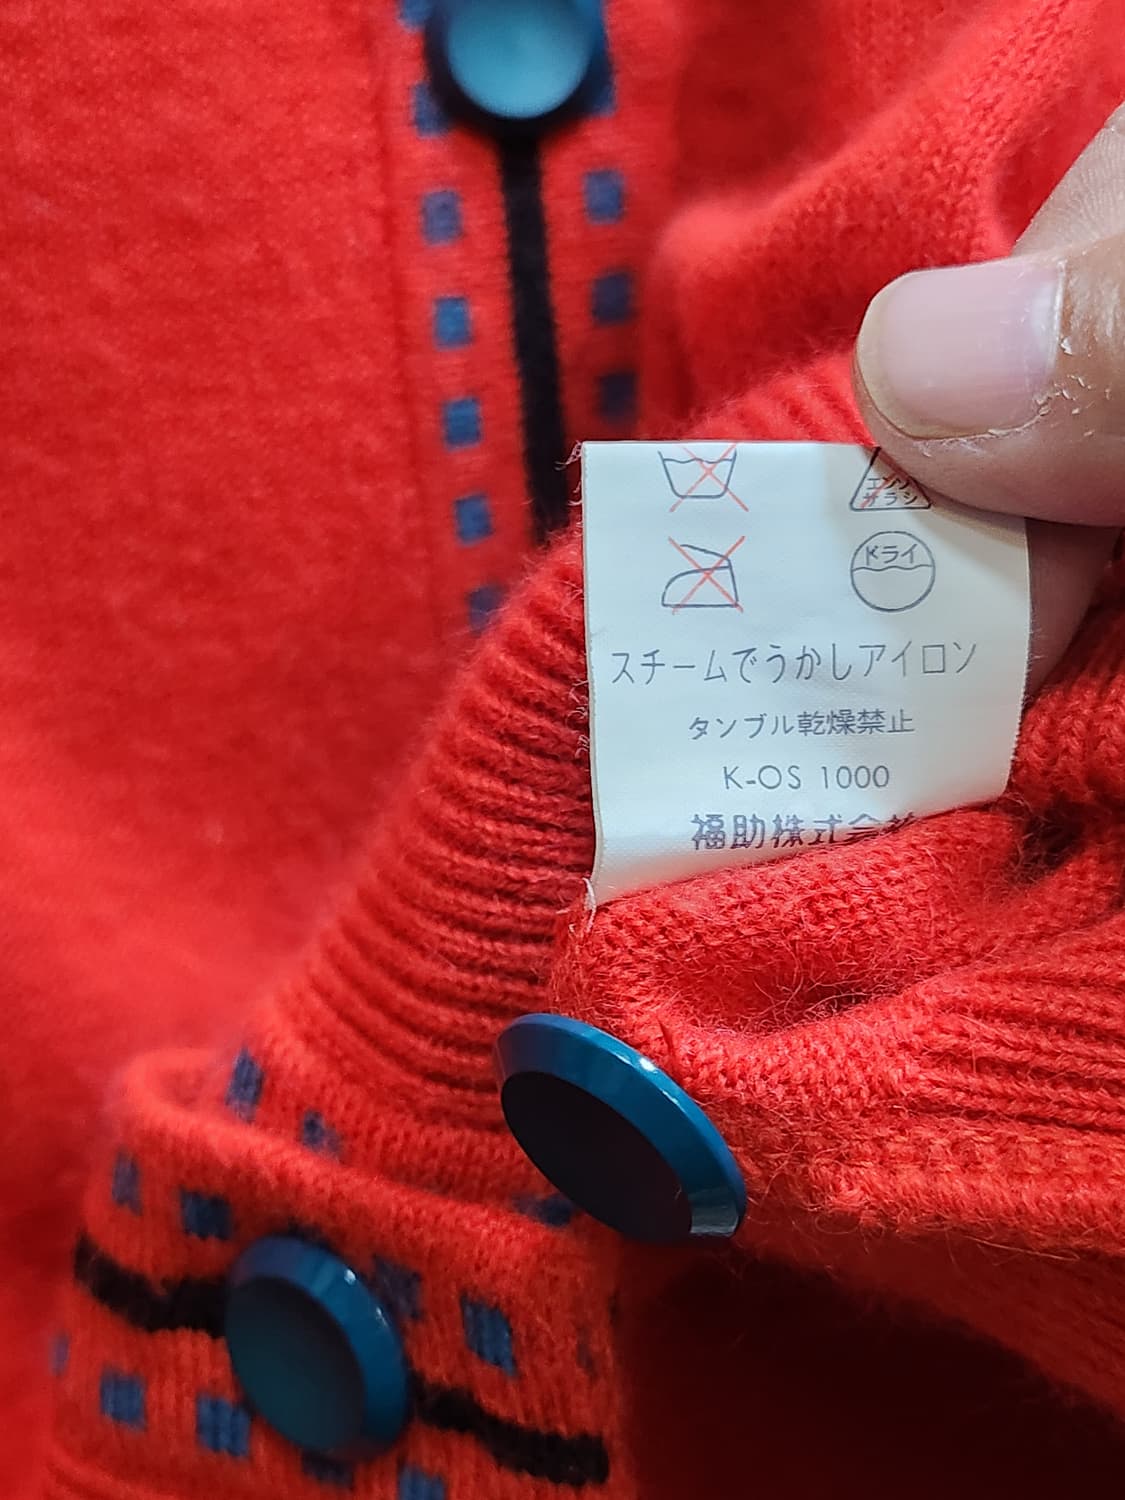 エンソ
サラシ
ドライ
スチームでうかしアイロン
タンブル乾燥禁止
K-OS 1000
福助株式会社